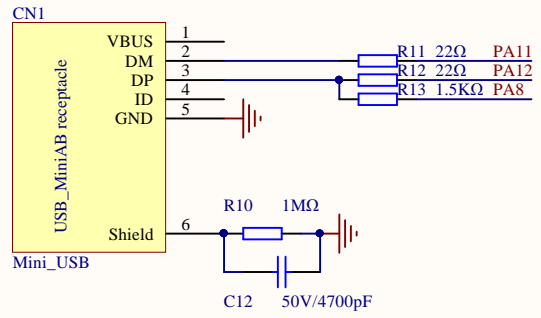 CN1
VBUS 1
DM 2
DP 3
ID 4
GND 5
Shield 6
USB_MiniAB receptacle
Mini_USB
R11 22Ω PA11
R12 22Ω PA12
R13 1.5KΩ PA8
R10 1MΩ
C12 50V/4700pF